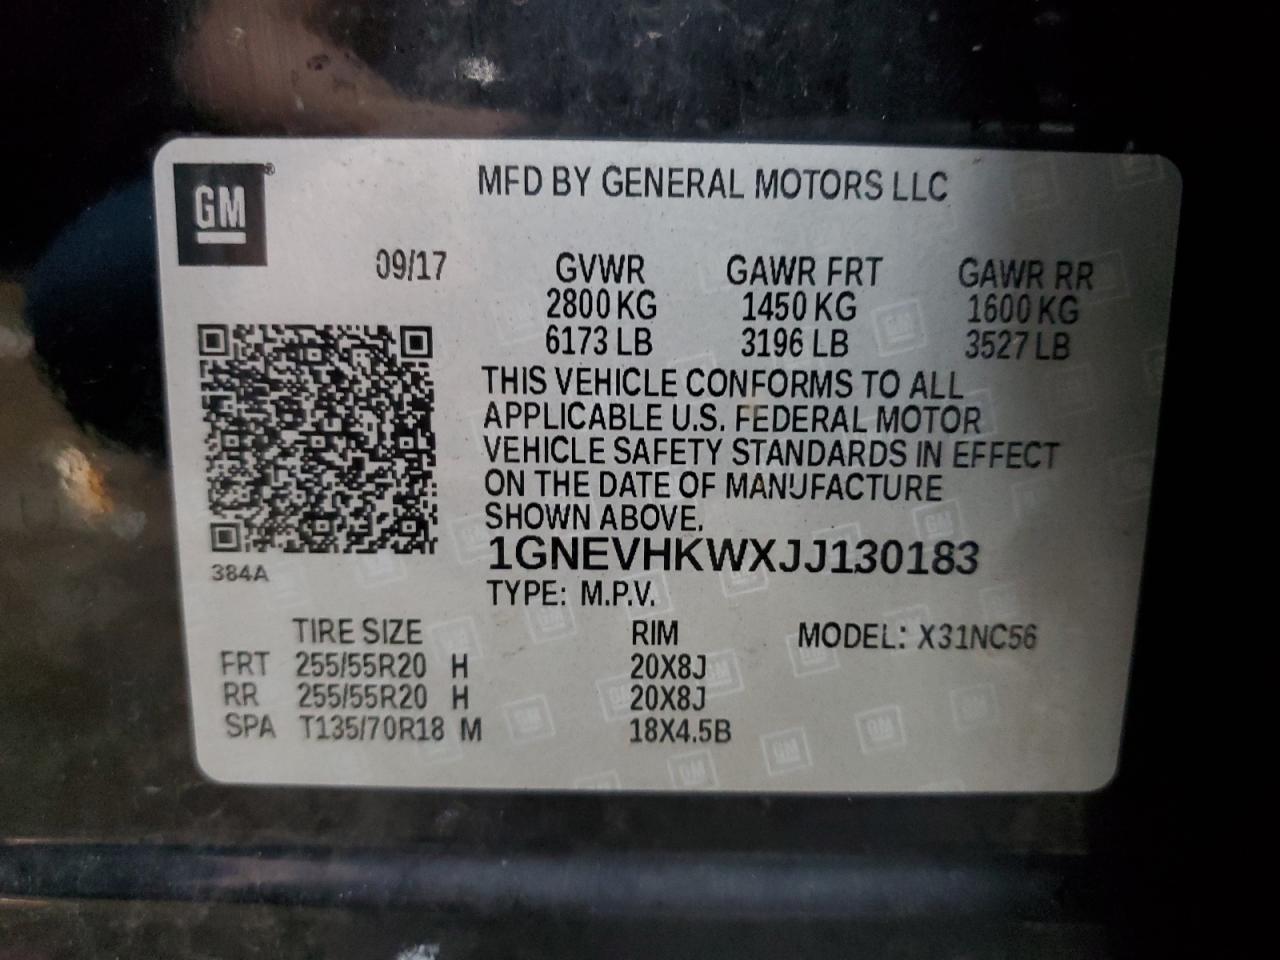 GM®
MFD BY GENERAL MOTORS LLC
09/17 GVWR GAWR FRT GAWR RR
2800 KG 1450 KG 1600 KG
6173 LB 3196 LB 3527 LB
THIS VEHICLE CONFORMS TO ALL
APPLICABLE U.S. FEDERAL MOTOR
VEHICLE SAFETY STANDARDS IN EFFECT
ON THE DATE OF MANUFACTURE
SHOWN ABOVE.
1GNEVHKWXJJ130183
384A
TYPE: M.P.V.
TIRE SIZE RIM MODEL: X31NC56
FRT 255/55R20 H 20X8J
RR 255/55R20 H 20X8J
SPA T135/70R18 M 18X4.5B